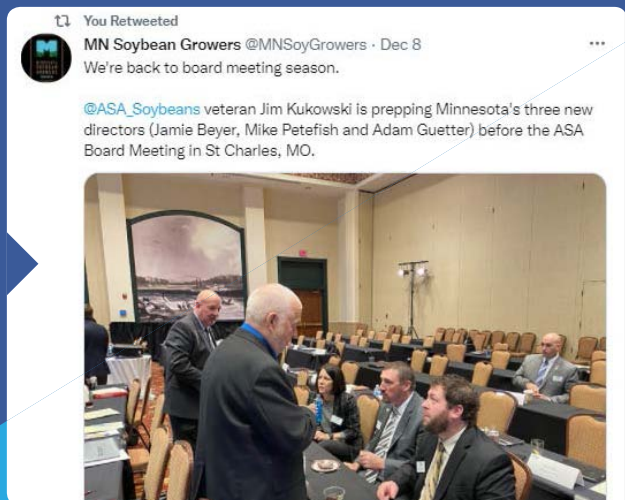 You Retweeted
MN Soybean Growers @MNSoyGrowers · Dec 8
We're back to board meeting season.
@ASA_Soybeans veteran Jim Kukowski is prepping Minnesota's three new
directors (Jamie Beyer, Mike Petefish and Adam Guetter) before the ASA
Board Meeting in St Charles, MO.